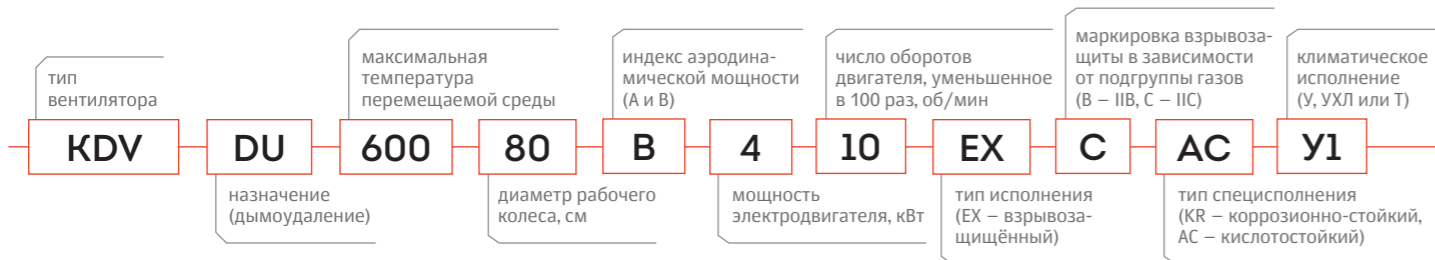 тип
вентилятора
максимальная
температура
перемещаемой среды
индекс аэродина-
мической мощности
(А и В)
число оборотов
двигателя, уменьшенное
в 100 раз, об/мин
маркировка взрывоза-
щиты в зависимости
от подгруппы газов
(В – IIB, С – IIC)
климатическое
исполнение
(У, УХЛ или Т)
KDV DU 600 80 В 4 10 EX С AC У1
назначение
(дымоудаление)
диаметр рабочего
колеса, см
мощность
электродвигателя, кВт
тип исполнения
(EX – взрывоза-
щищённый)
тип специсполнения
(KR – коррозионно-стойкий,
AC – кислотостойкий)